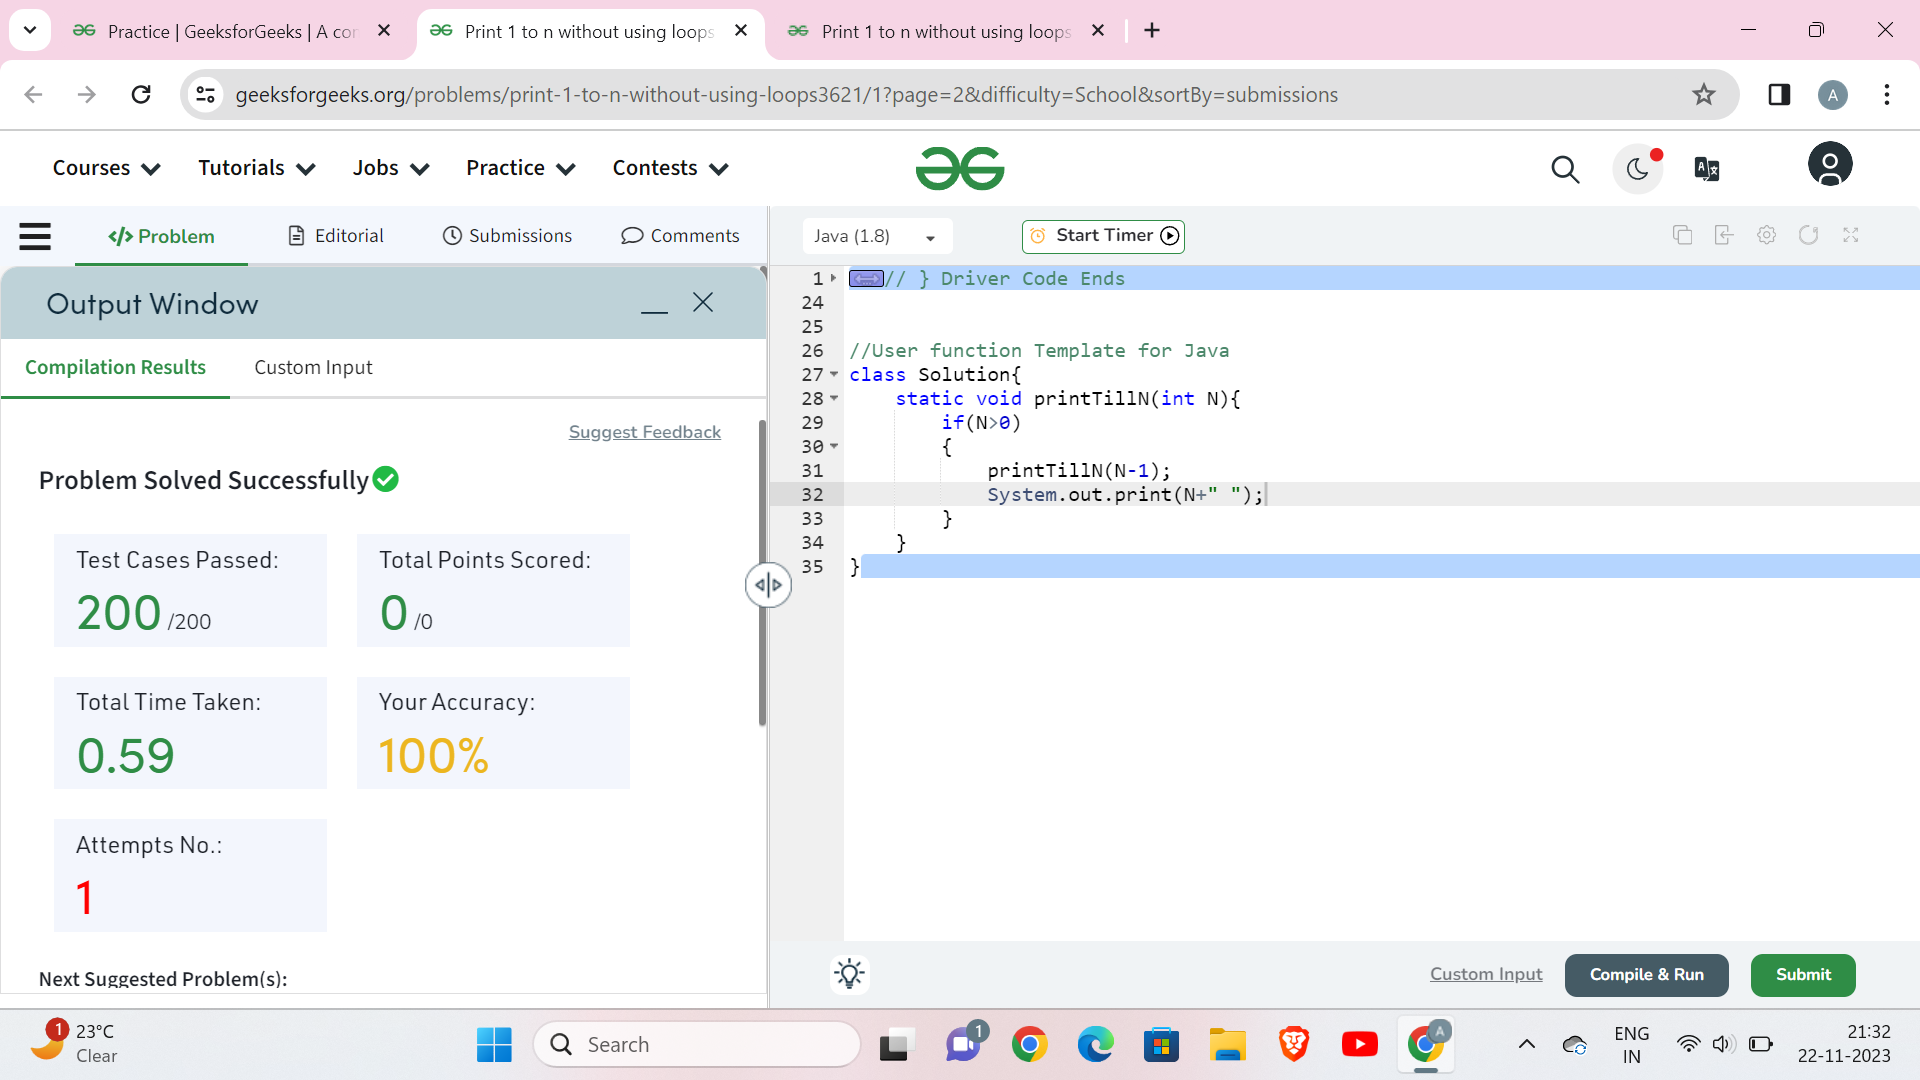 Practice | GeeksforGeeks | A cor
Print 1 to n without using loops
Print 1 to n without using loops
geeksforgeeks.org/problems/print-1-to-n-without-using-loops3621/1?page=2&difficulty=School&sortBy=submissions
A
Courses
Tutorials
Jobs
Practice
Contests
</> Problem
Editorial
Submissions
Comments
Java (1.8)
Start Timer
Output Window
Compilation Results
Custom Input
Suggest Feedback
Problem Solved Successfully
Test Cases Passed:
200 /200
Total Points Scored:
0 /0
Total Time Taken:
0.59
Your Accuracy:
100%
Attempts No.:
1
Next Suggested Problem(s):
1 // } Driver Code Ends
24
25
26 //User function Template for Java
27 class Solution{
28 static void printTillN(int N){
29 if(N>0)
30 {
31 printTillN(N-1);
32 System.out.print(N+" ");
33 }
34 }
35 }
Custom Input
Compile & Run
Submit
1
23°C
Clear
Search
1
A
ENG
IN
21:32
22-11-2023